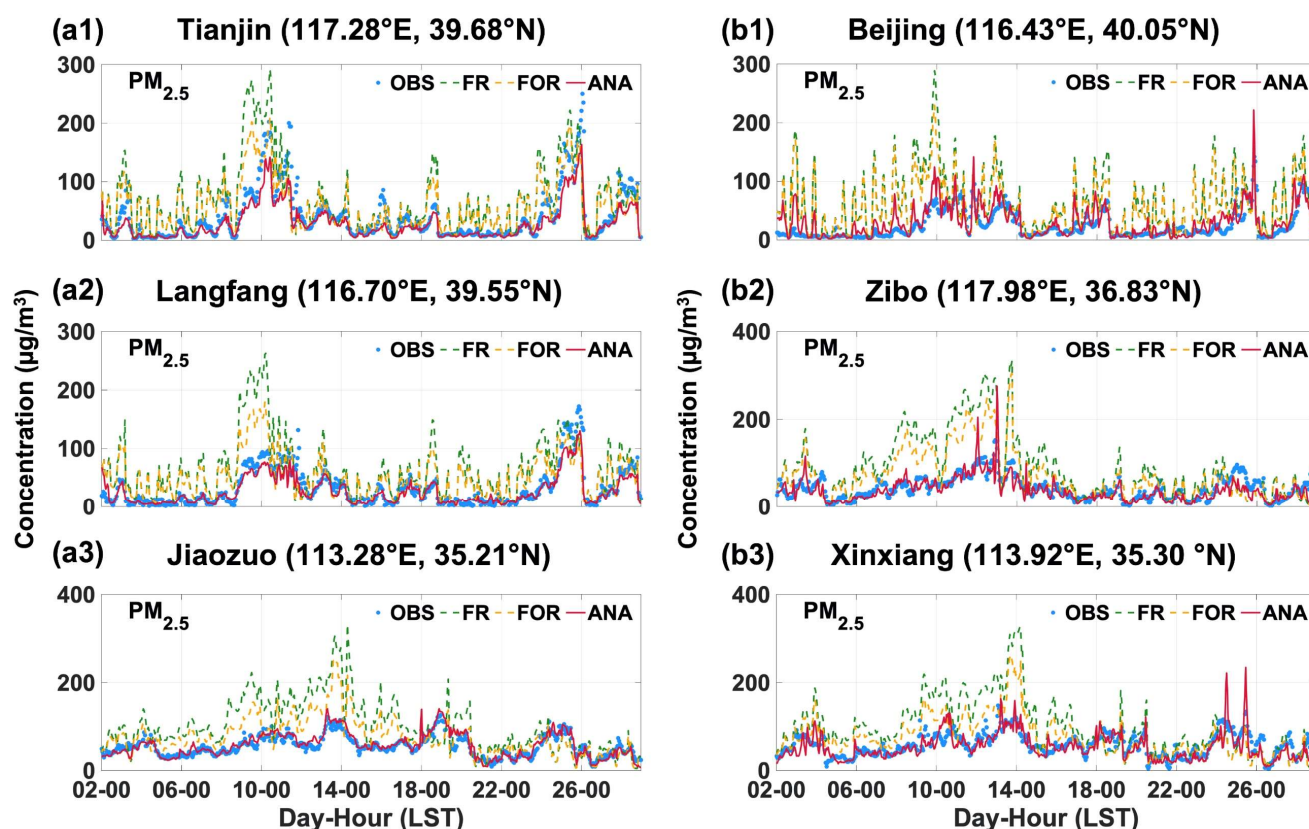 (a1) Tianjin (117.28°E, 39.68°N)
PM2.5 OBS FR FOR ANA
300
200
100
0
(b1) Beijing (116.43°E, 40.05°N)
PM2.5 OBS FR FOR ANA
300
200
100
0
(a2) Langfang (116.70°E, 39.55°N)
PM2.5 OBS FR FOR ANA
300
200
100
0
(b2) Zibo (117.98°E, 36.83°N)
PM2.5 OBS FR FOR ANA
400
200
0
Concentration (µg/m³)
Concentration (µg/m³)
(a3) Jiaozuo (113.28°E, 35.21°N)
PM2.5 OBS FR FOR ANA
400
200
0
02-00 06-00 10-00 14-00 18-00 22-00 26-00
Day-Hour (LST)
(b3) Xinxiang (113.92°E, 35.30 °N)
PM2.5 OBS FR FOR ANA
400
200
0
02-00 06-00 10-00 14-00 18-00 22-00 26-00
Day-Hour (LST)